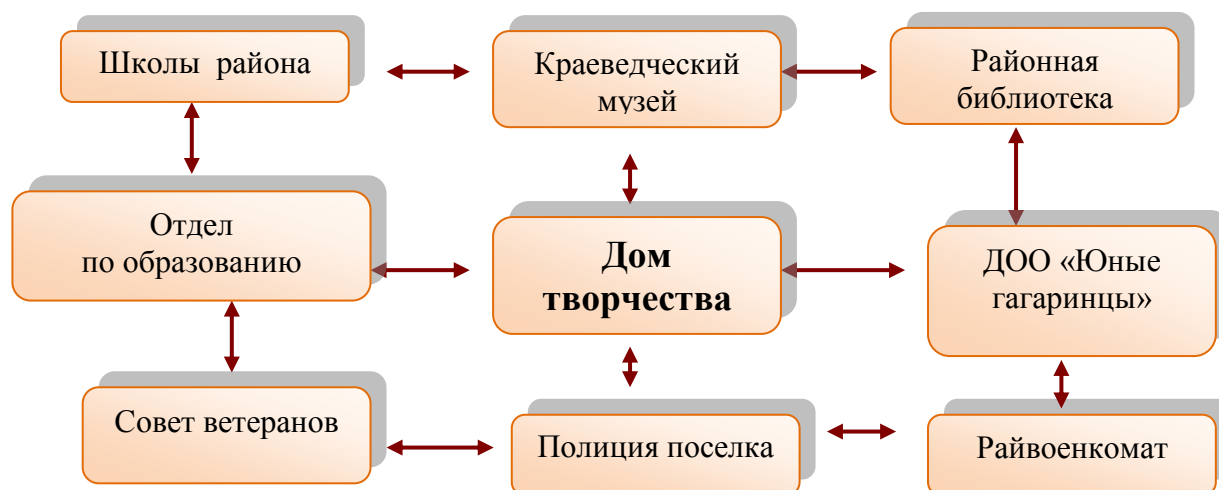 Школы района
Краеведческий
музей
Районная
библиотека
Отдел
по образованию
Дом
творчества
ДОО «Юные
гагаринцы»
Совет ветеранов
Полиция поселка
Райвоенкомат